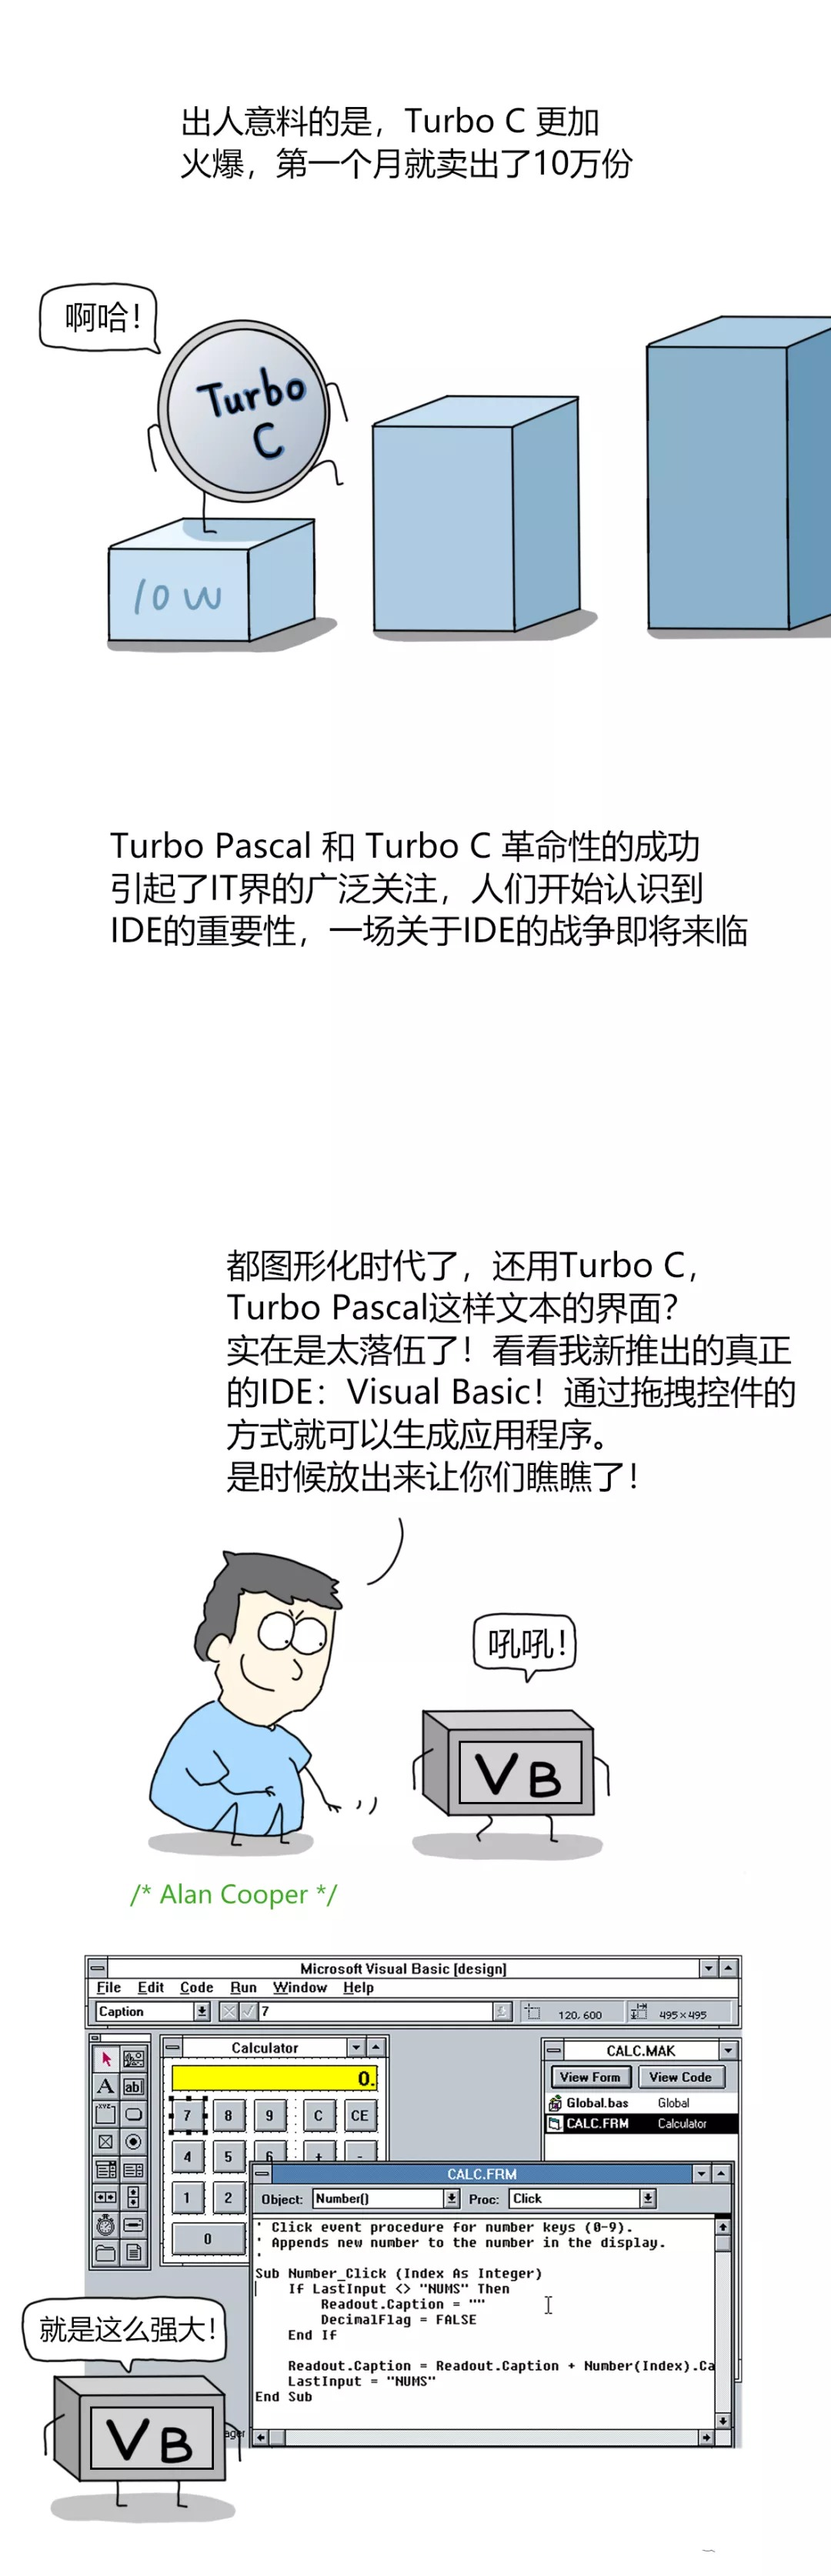 出人意料的是，Turbo C 更加
火爆，第一个月就卖出了10万份
啊哈！
Turbo
C
low
Turbo Pascal 和 Turbo C 革命性的成功
引起了IT界的广泛关注，人们开始认识到
IDE的重要性，一场关于IDE的战争即将来临
都图形化时代了，还用Turbo C，
Turbo Pascal这样文本的界面？
实在是太落伍了！看看我新推出的真正
的IDE：Visual Basic！通过拖拽控件的
方式就可以生成应用程序。
是时候放出来让你们瞧瞧了！
吼吼！
VB
/* Alan Cooper */
Microsoft Visual Basic [design]
File Edit Code Run Window Help
Caption 7 120,600 495×495
Calculator
0.
7 8 9 C CE
4 5 6 + -
1 2
0
CALC.MAK
View Form View Code
Global.bas Global
CALC.FRM Calculator
CALC.FRM
Object: Number() Proc: Click
' Click event procedure for number keys (0-9).
' Appends new number to the number in the display.
'
Sub Number_Click (Index As Integer)
If LastInput <> "NUMS" Then
Readout.Caption = ""
DecimalFlag = FALSE
End If
Readout.Caption = Readout.Caption + Number(Index).Ca
LastInput = "NUMS"
End Sub
就是这么强大！
VB
ager